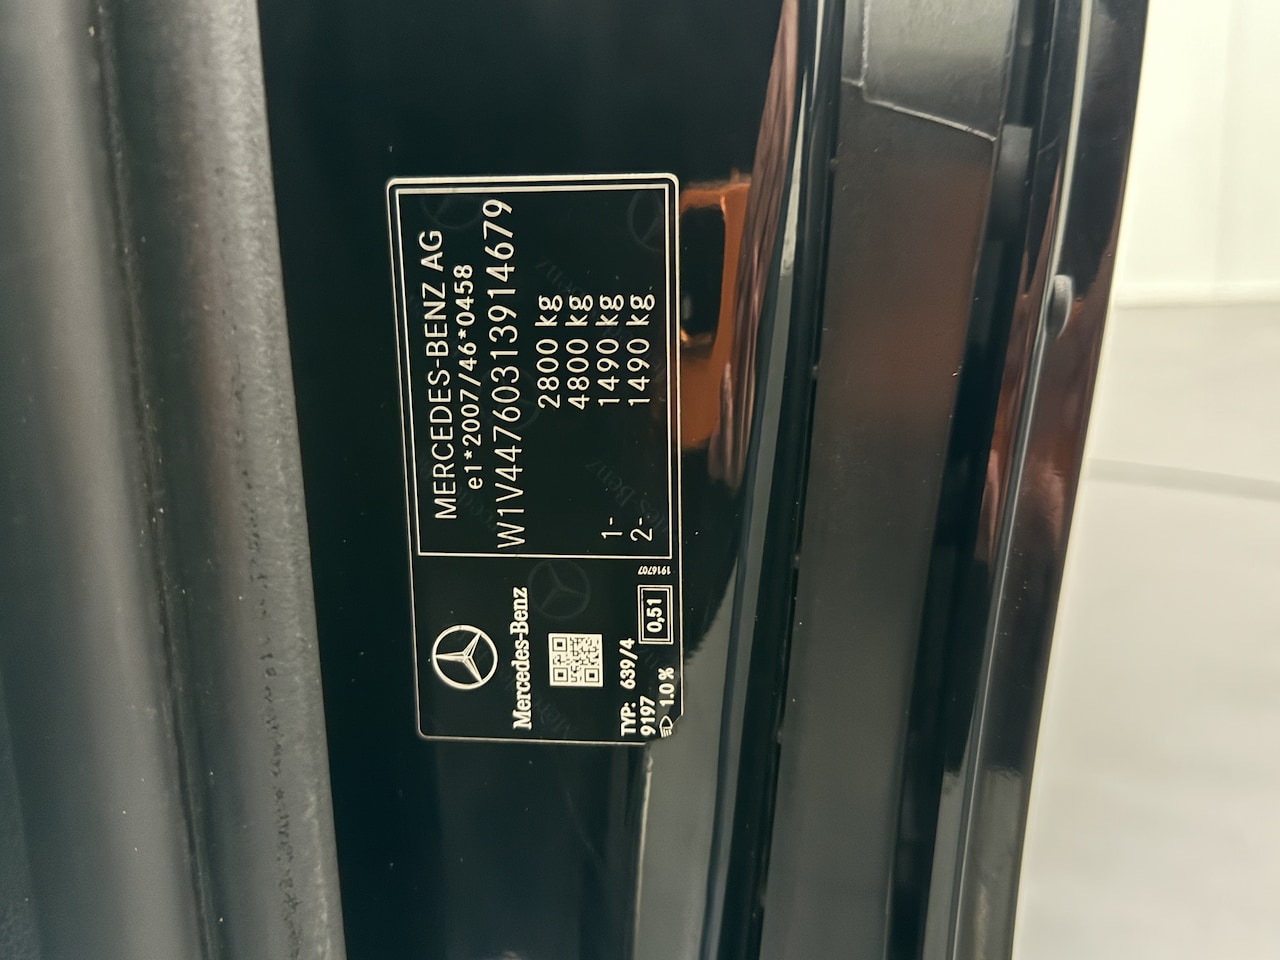 MERCEDES-BENZ AG
e1*2007/46*0458
W1V44760313914679
2800 kg
4800 kg
1- 1490 kg
2- 1490 kg
Mercedes-Benz
TYP: 639/4
9197
1.0 %
0,51
1916707